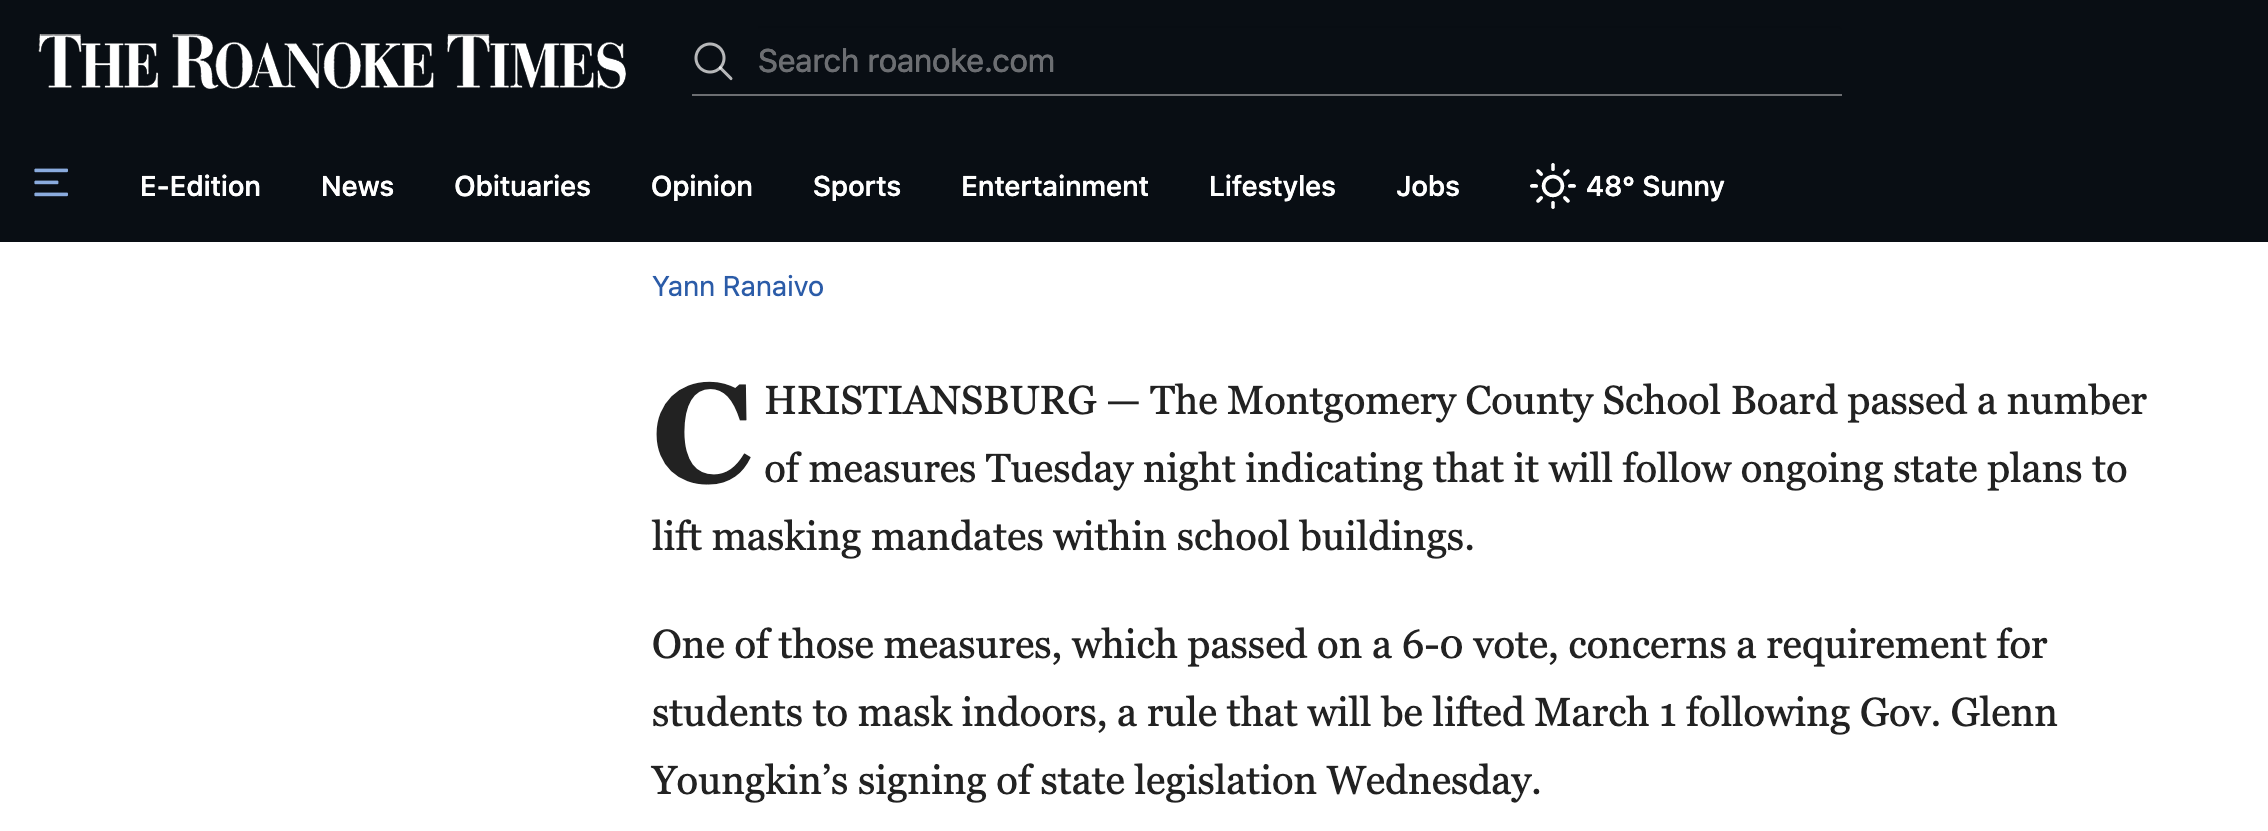 THE ROANOKE TIMES
Search roanoke.com
E-Edition News Obituaries Opinion Sports Entertainment Lifestyles Jobs 48° Sunny
Yann Ranaivo
CHRISTIANSBURG — The Montgomery County School Board passed a number
of measures Tuesday night indicating that it will follow ongoing state plans to
lift masking mandates within school buildings.
One of those measures, which passed on a 6-0 vote, concerns a requirement for
students to mask indoors, a rule that will be lifted March 1 following Gov. Glenn
Youngkin’s signing of state legislation Wednesday.